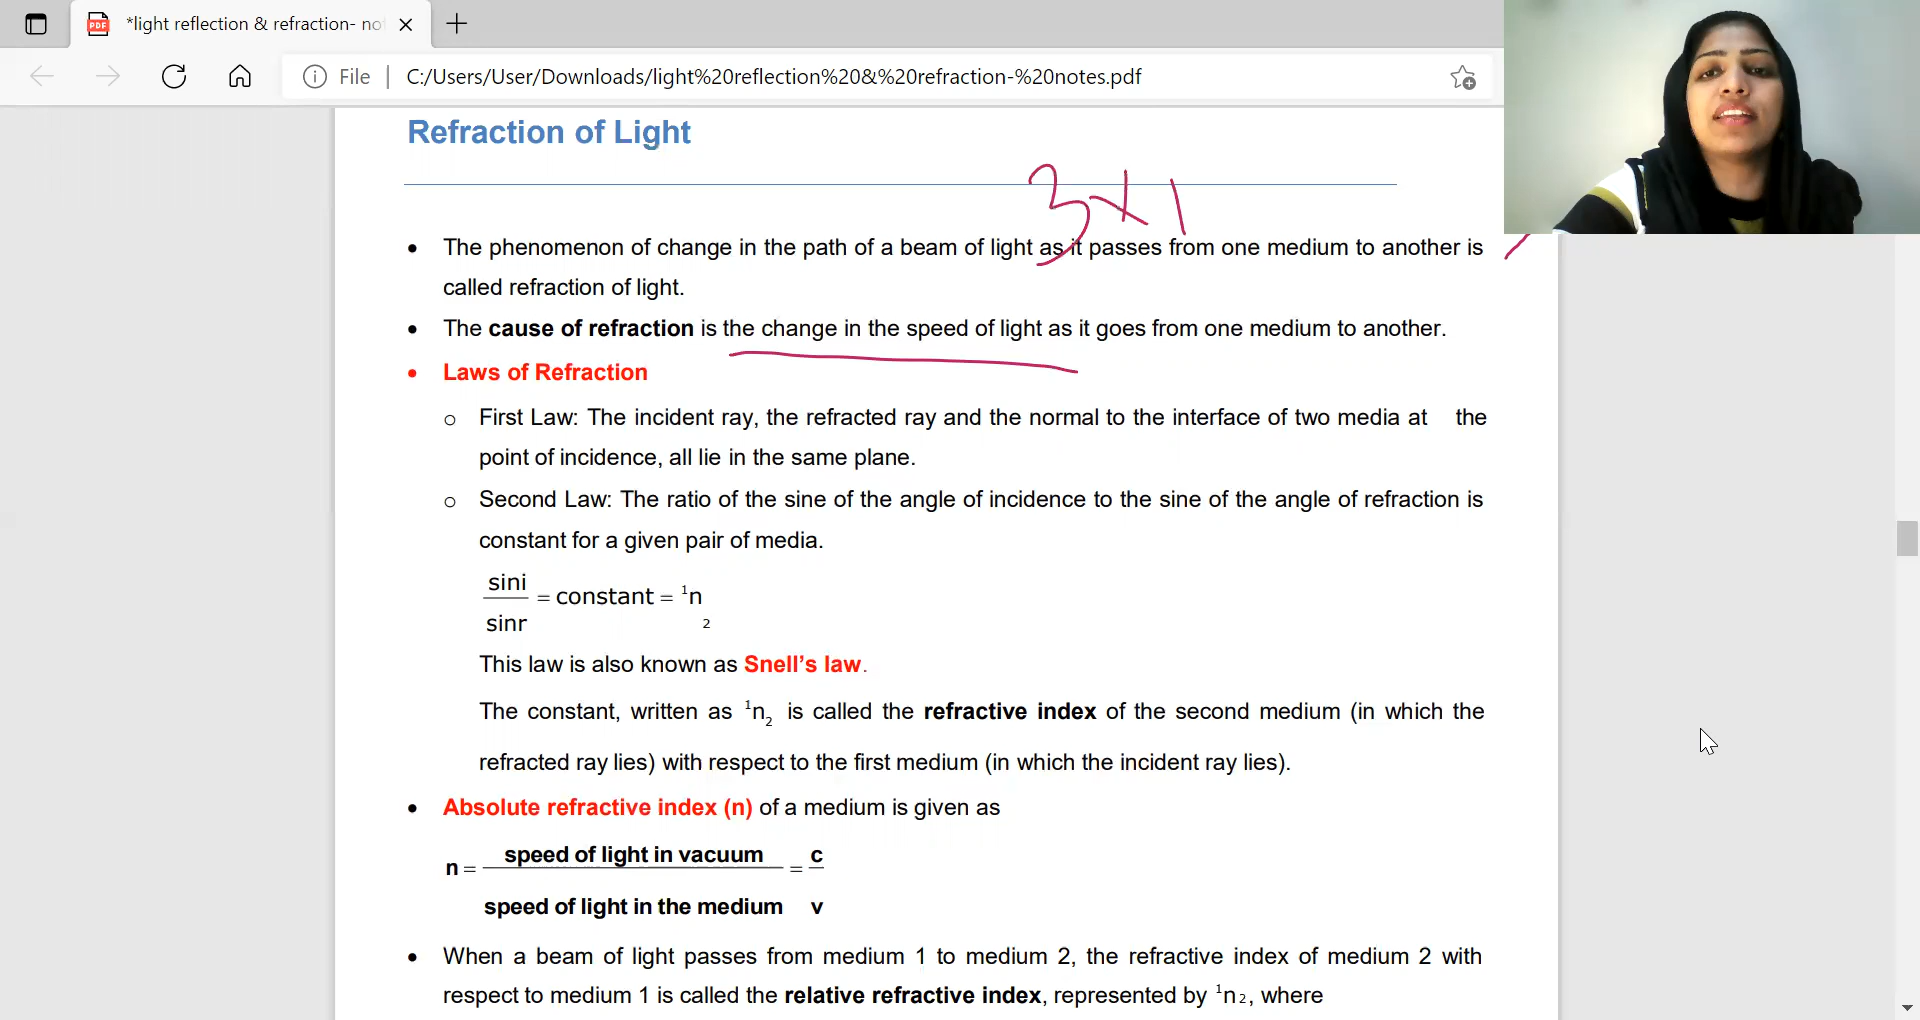 *light reflection & refraction- no
File | C:/Users/User/Downloads/light%20reflection%20&%20refraction-%20notes.pdf
Refraction of Light
3 x 1
• The phenomenon of change in the path of a beam of light as it passes from one medium to another is
called refraction of light.
• The cause of refraction is the change in the speed of light as it goes from one medium to another.
• Laws of Refraction
o First Law: The incident ray, the refracted ray and the normal to the interface of two media at the
point of incidence, all lie in the same plane.
o Second Law: The ratio of the sine of the angle of incidence to the sine of the angle of refraction is
constant for a given pair of media.
sini
= constant = ¹n
sinr 2
This law is also known as Snell’s law.
The constant, written as ¹n₂ is called the refractive index of the second medium (in which the
refracted ray lies) with respect to the first medium (in which the incident ray lies).
• Absolute refractive index (n) of a medium is given as
speed of light in vacuum c
n = =
speed of light in the medium v
• When a beam of light passes from medium 1 to medium 2, the refractive index of medium 2 with
respect to medium 1 is called the relative refractive index, represented by ¹n₂, where